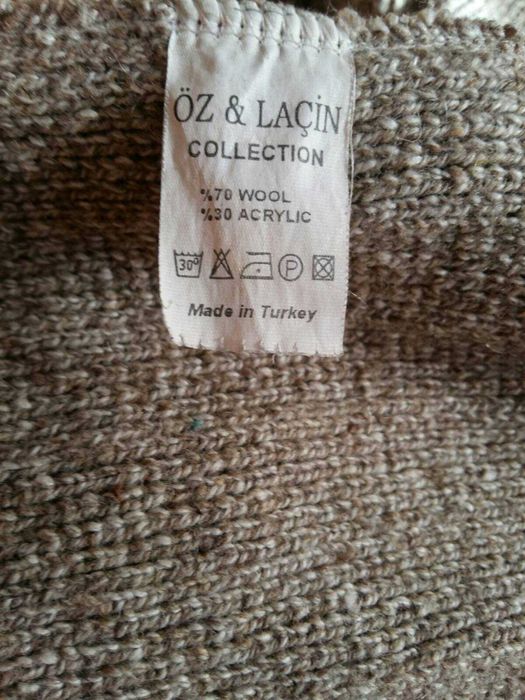 ÖZ & LAÇİN
COLLECTION
%70 WOOL
%30 ACRYLIC
30° P
Made in Turkey